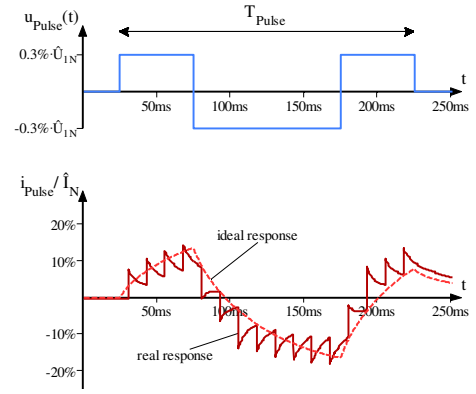 u_Pulse(t)
T_Pulse
0.3%·Û_1N
-0.3%·Û_1N
t
50ms 100ms 150ms 200ms 250ms
i_Pulse/ Î_N
20%
10%
-10%
-20%
ideal response
real response
t
50ms 100ms 150ms 200ms 250ms